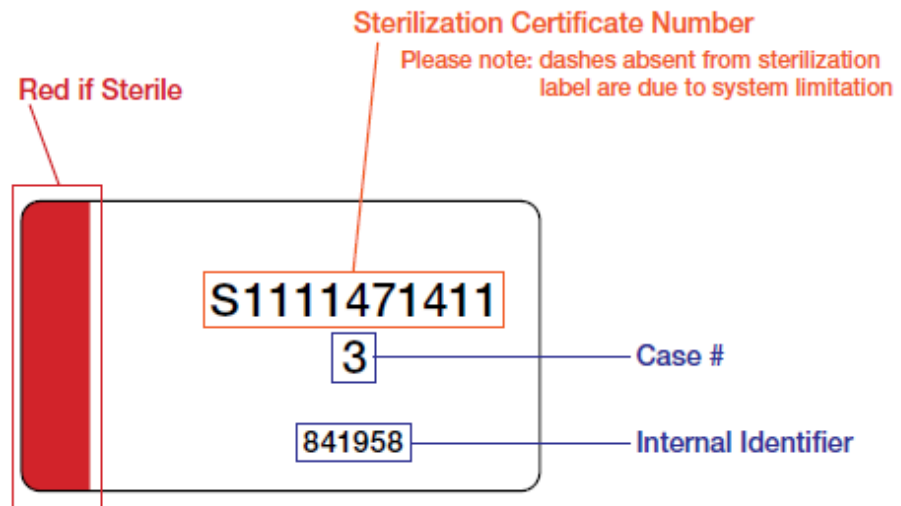 Sterilization Certificate Number
Please note: dashes absent from sterilization
label are due to system limitation
Red if Sterile
S1111471411
3
Case #
841958
Internal Identifier